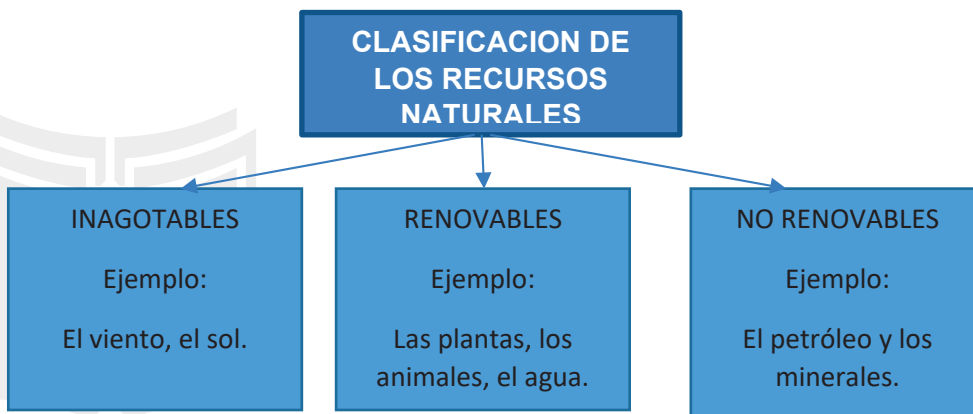 CLASIFICACION DE
LOS RECURSOS
NATURALES
INAGOTABLES
Ejemplo:
El viento, el sol.
RENOVABLES
Ejemplo:
Las plantas, los
animales, el agua.
NO RENOVABLES
Ejemplo:
El petróleo y los
minerales.